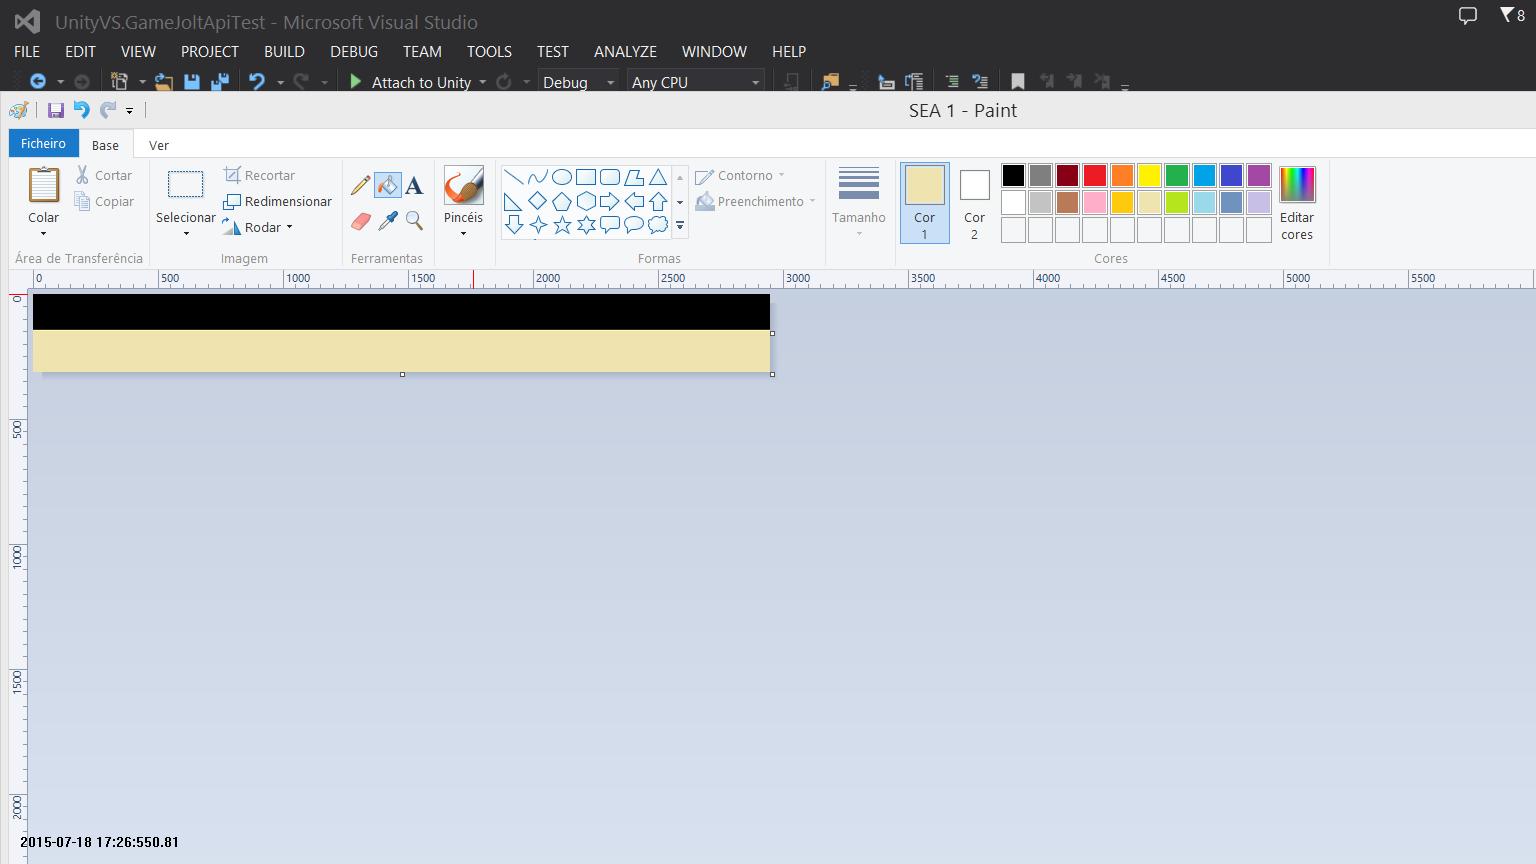 UnityVS.GameJoltApiTest - Microsoft Visual Studio
8
FILE EDIT VIEW PROJECT BUILD DEBUG TEAM TOOLS TEST ANALYZE WINDOW HELP
Attach to Unity Debug Any CPU
SEA 1 - Paint
Ficheiro Base Ver
Colar Cortar Copiar
Área de Transferência
Selecionar Recortar Redimensionar Rodar
Imagem
A
Ferramentas
Pincéis
Contorno
Preenchimento
Formas
Tamanho
Cor 1
Cor 2
Editar cores
Cores
0 500 1000 1500 2000 2500 3000 3500 4000 4500 5000 5500
0
500
1000
1500
2000
2015-07-18 17:26:550.81